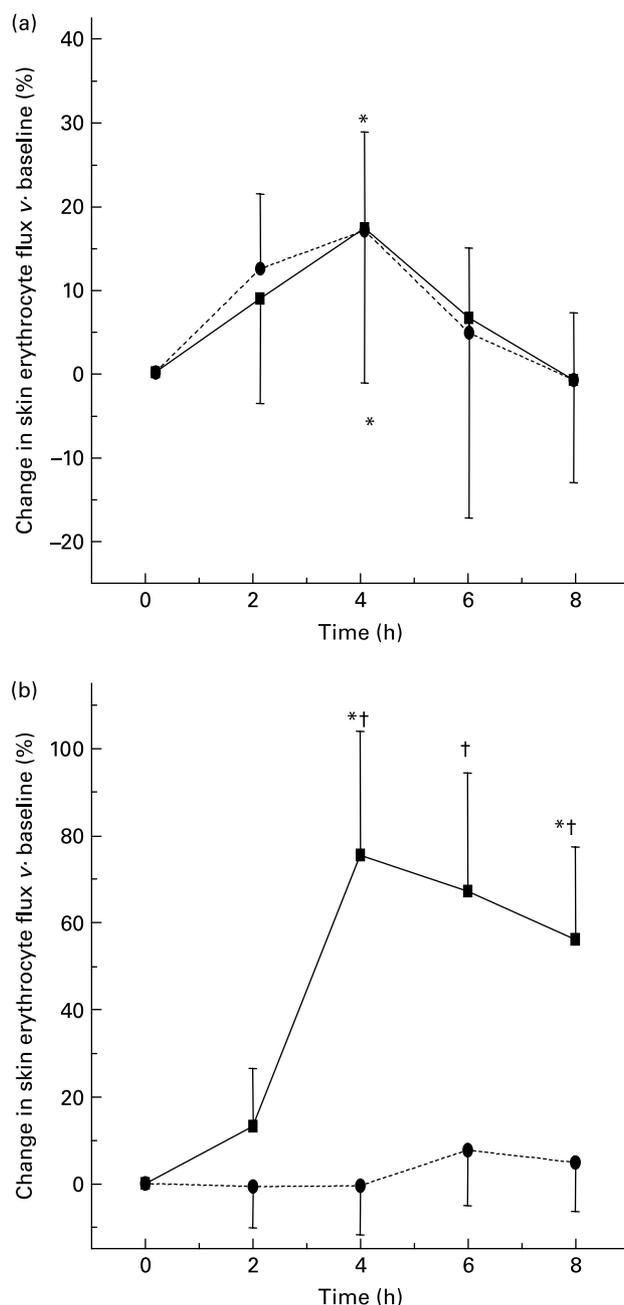 (a)
Change in skin erythrocyte flux v· baseline (%)
40
30
20
10
0
–10
–20
*
*
0 2 4 6 8
Time (h)
(b)
Change in skin erythrocyte flux v· baseline (%)
100
80
60
40
20
0
*†
†
*†
0 2 4 6 8
Time (h)